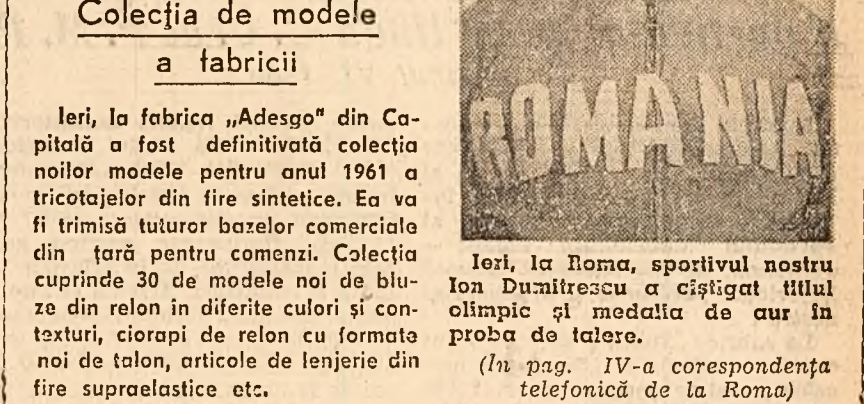 Colecția de modele
a fabricii
Ieri, la fabrica „Adesgo" din Ca-
pitală a fost definitivată colecția
noilor modele pentru anul 1961 a
tricotajelor din fire sintetice. Ea va
fi trimisă tuturor bazelor comerciale
din țară pentru comenzi. Colecția
cuprinde 30 de modele noi de blu-
ze din relon în diferite culori și con-
texturi, ciorapi de relon cu formate
noi de talon, articole de lenjerie din
fire supraelastice etc.
ROMANIA
Ieri, la Roma, sportivul nostru
Ion Dumitrescu a cîștigat titlul
olimpic și medalia de aur în
proba de talere.
(In pag. IV-a corespondența
telefonică de la Roma)